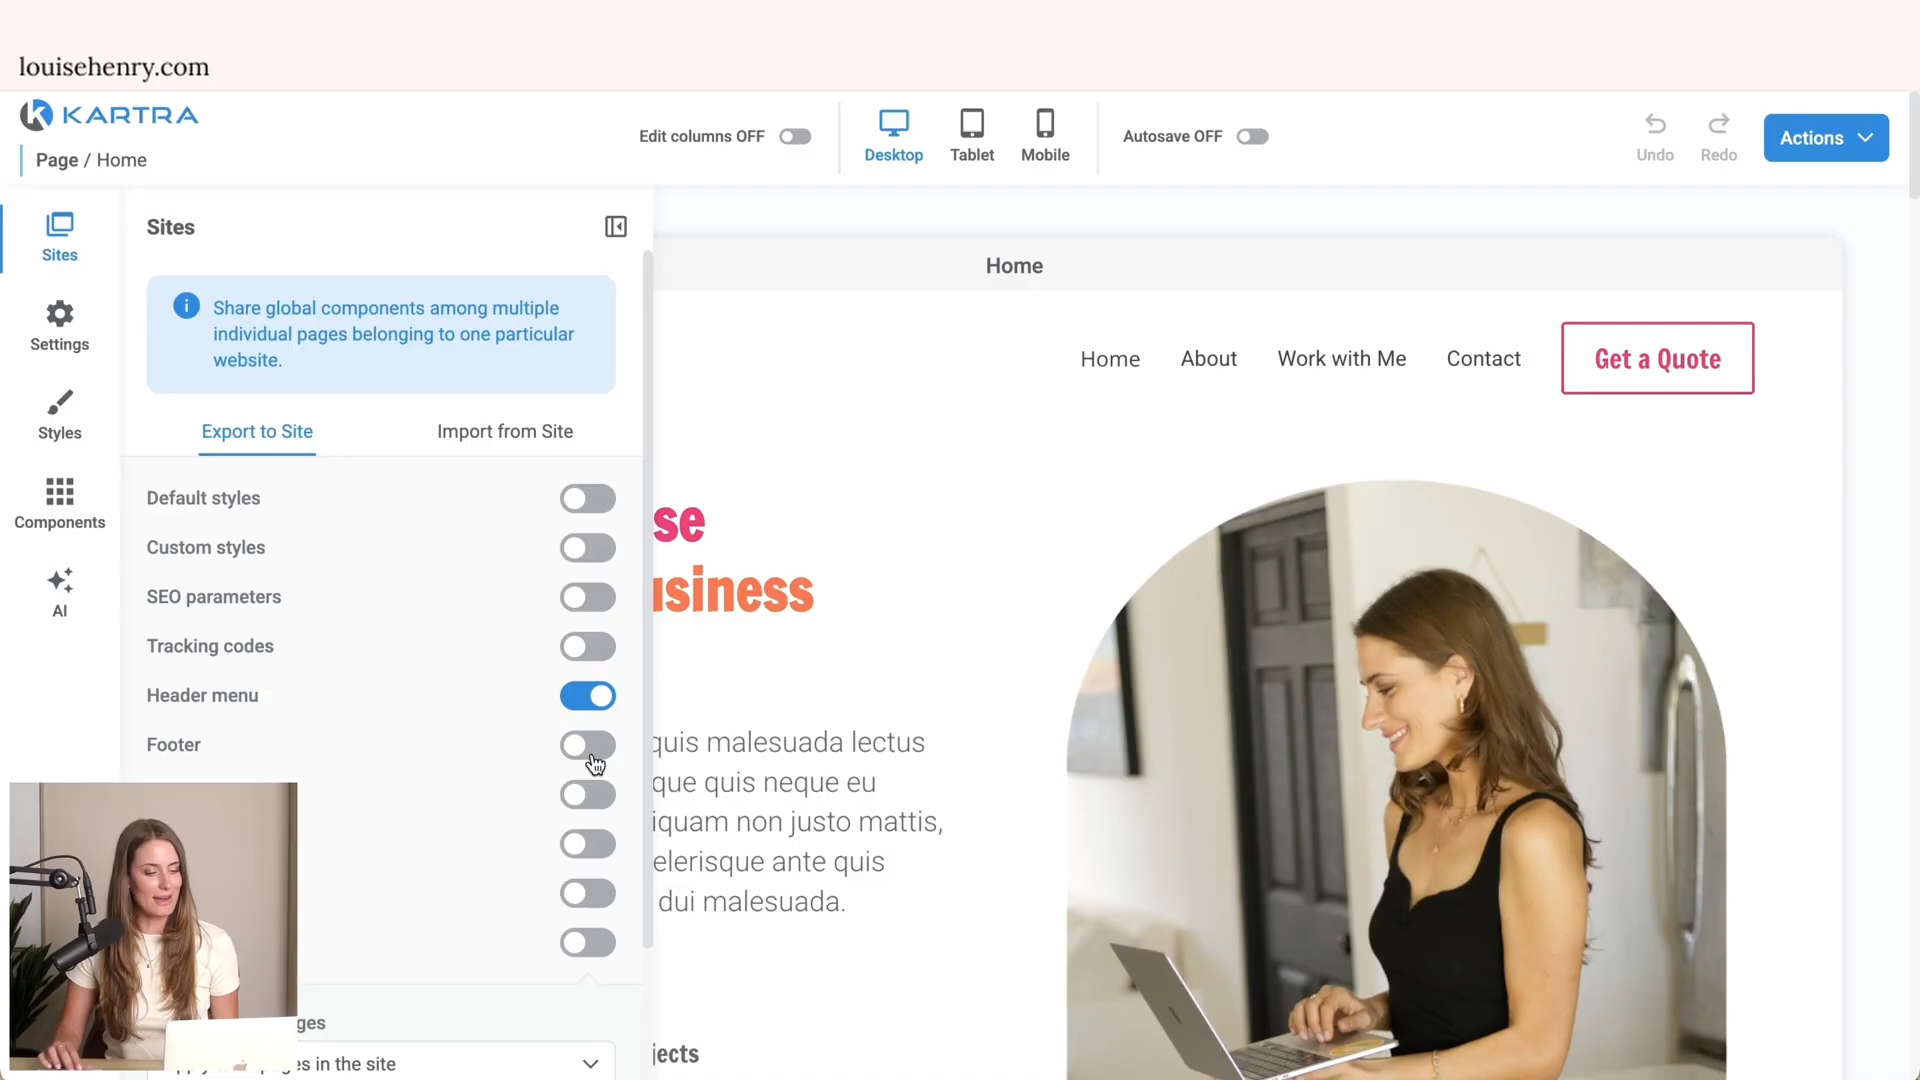 louisehenry.com
KARTRA
Page / Home
Edit columns OFF
Desktop
Tablet
Mobile
Autosave OFF
Undo
Redo
Actions
Sites
Settings
Styles
Components
AI
Sites
Share global components among multiple
individual pages belonging to one particular
website.
Export to Site
Import from Site
Default styles
Custom styles
SEO parameters
Tracking codes
Header menu
Footer
ges
es in the site
Home
Home
About
Work with Me
Contact
Get a Quote
se
usiness
quis malesuada lectus
que quis neque eu
iquam non justo mattis,
elerisque ante quis
dui malesuada.
jects